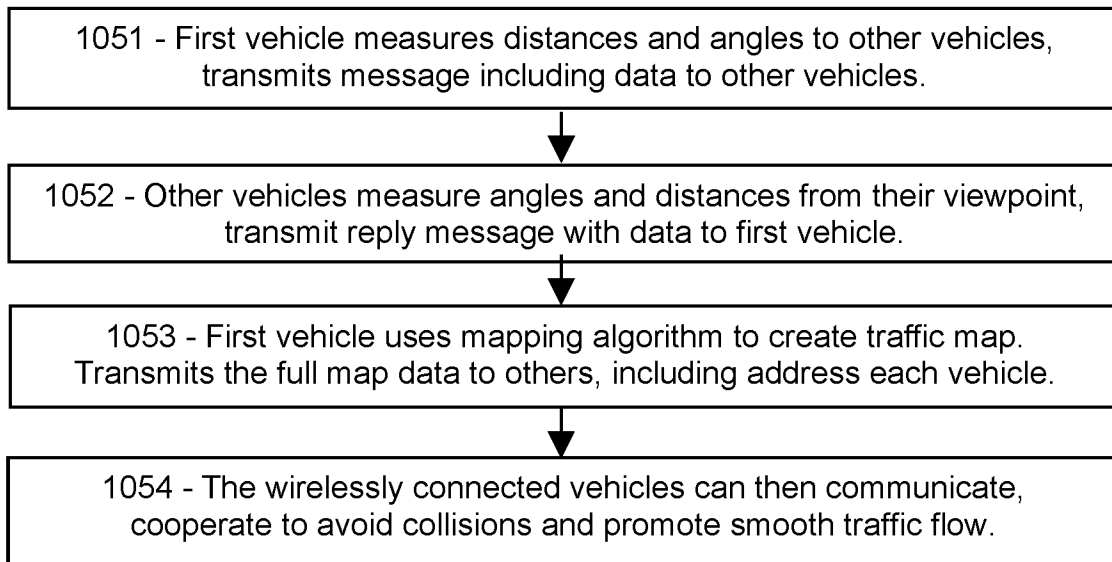 1051 - First vehicle measures distances and angles to other vehicles,
transmits message including data to other vehicles.
1052 - Other vehicles measure angles and distances from their viewpoint,
transmit reply message with data to first vehicle.
1053 - First vehicle uses mapping algorithm to create traffic map.
Transmits the full map data to others, including address each vehicle.
1054 - The wirelessly connected vehicles can then communicate,
cooperate to avoid collisions and promote smooth traffic flow.